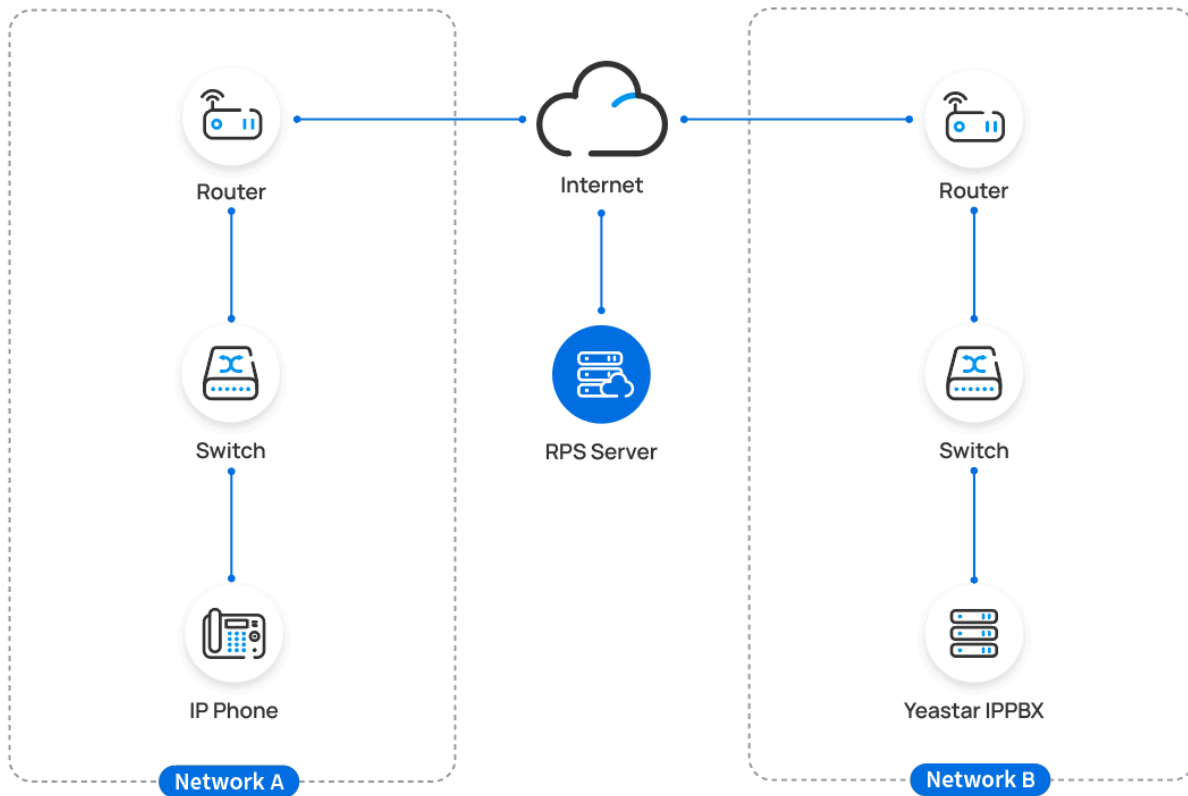 Router
Internet
Router
Switch
RPS Server
Switch
IP Phone
Yeastar IPPBX
Network A
Network B